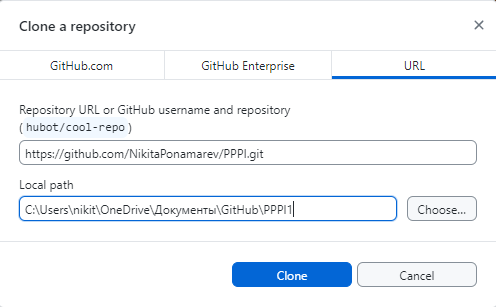 Clone a repository
GitHub.com
GitHub Enterprise
URL
Repository URL or GitHub username and repository
( hubot/cool-repo )
https://github.com/NikitaPonamarev/PPPI.git
Local path
C:\Users\nikit\OneDrive\Документы\GitHub\PPPI1
Choose...
Clone
Cancel